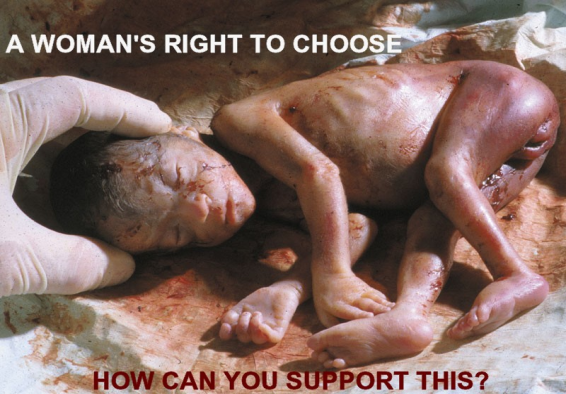 A WOMAN'S RIGHT TO CHOOSE
HOW CAN YOU SUPPORT THIS?